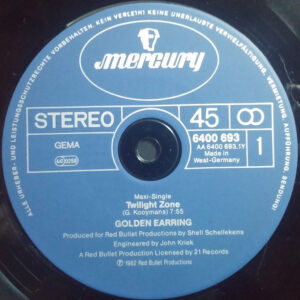 ALLE URHEBER- UND LEISTUNGSSCHUTZRECHTE VORBEHALTEN. KEIN VERLEIH! KEINE UNERLAUBTE VERVIELFÄLTIGUNG, VERMIETUNG, AUFFÜHRUNG, SENDUNG!
mercury
STEREO
45
GEMA
6400 693
AA 6400 693.1Y
Made in
West-Germany
1
Maxi-Single
Twilight Zone
(G. Kooymans) 7:55
GOLDEN EARRING
Produced for Red Bullet Productions by Shell Schellekens
Engineered by John Kriek
A Red Bullet Production Licensed by 21 Records
Ⓟ 1982 Red Bullet Productions